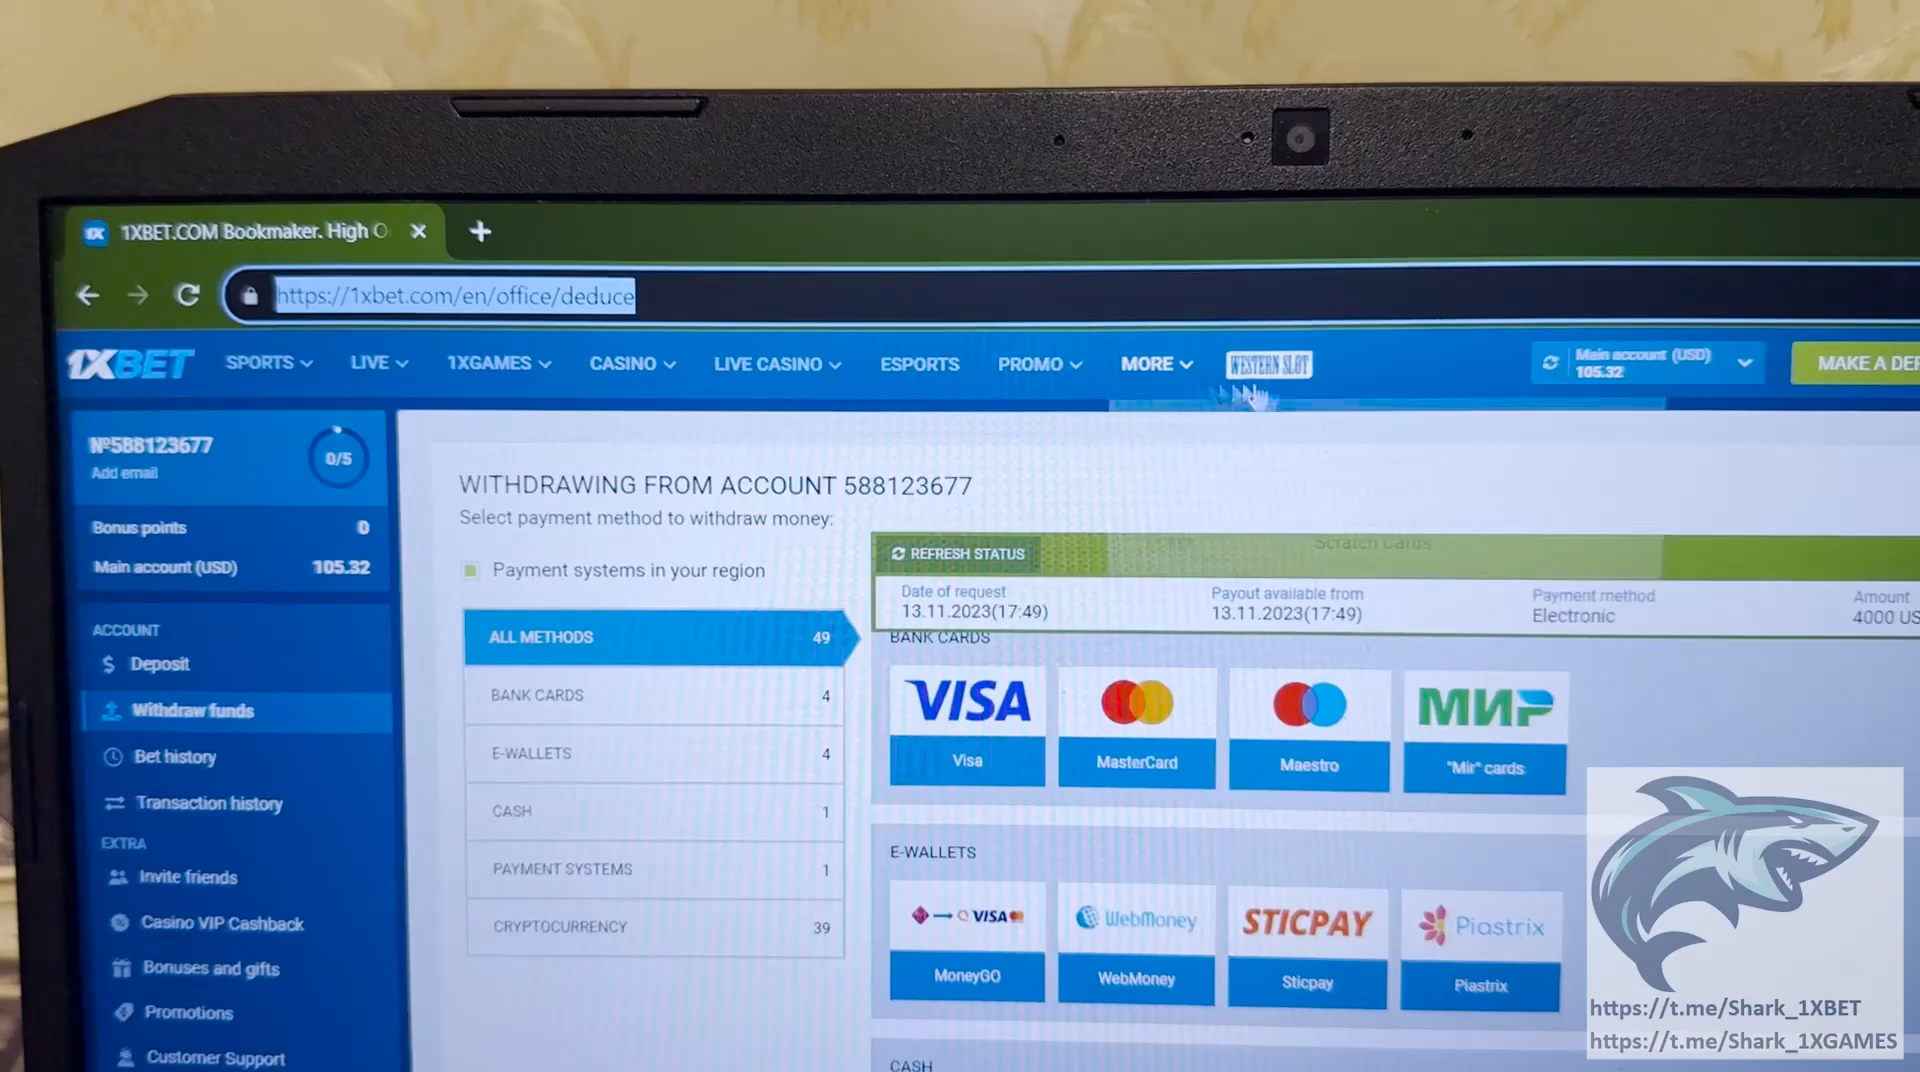 1XBET.COM Bookmaker. High O
https://1xbet.com/en/office/deduce
1XBET
SPORTS
LIVE
1XGAMES
CASINO
LIVE CASINO
ESPORTS
PROMO
MORE
WESTERN SLOT
Main account (USD)
105.32
MAKE A DEP
№588123677
Add email
0/5
Bonus points 0
Main account (USD) 105.32
ACCOUNT
$ Deposit
Withdraw funds
Bet history
Transaction history
EXTRA
Invite friends
Casino VIP Cashback
Bonuses and gifts
Promotions
Customer Support
WITHDRAWING FROM ACCOUNT 588123677
Select payment method to withdraw money:
Payment systems in your region
ALL METHODS 49
BANK CARDS 4
E-WALLETS 4
CASH 1
PAYMENT SYSTEMS 1
CRYPTOCURRENCY 39
REFRESH STATUS
Scratch Cards
Date of request
13.11.2023(17:49)
Payout available from
13.11.2023(17:49)
Payment method
Electronic
Amount
4000 US
BANK CARDS
VISA
Visa
MasterCard
Maestro
МИР
"Mir" cards
E-WALLETS
VISA
MoneyGO
WebMoney
WebMoney
STICPAY
Sticpay
Piastrix
Piastrix
CASH
https://t.me/Shark_1XBET
https://t.me/Shark_1XGAMES